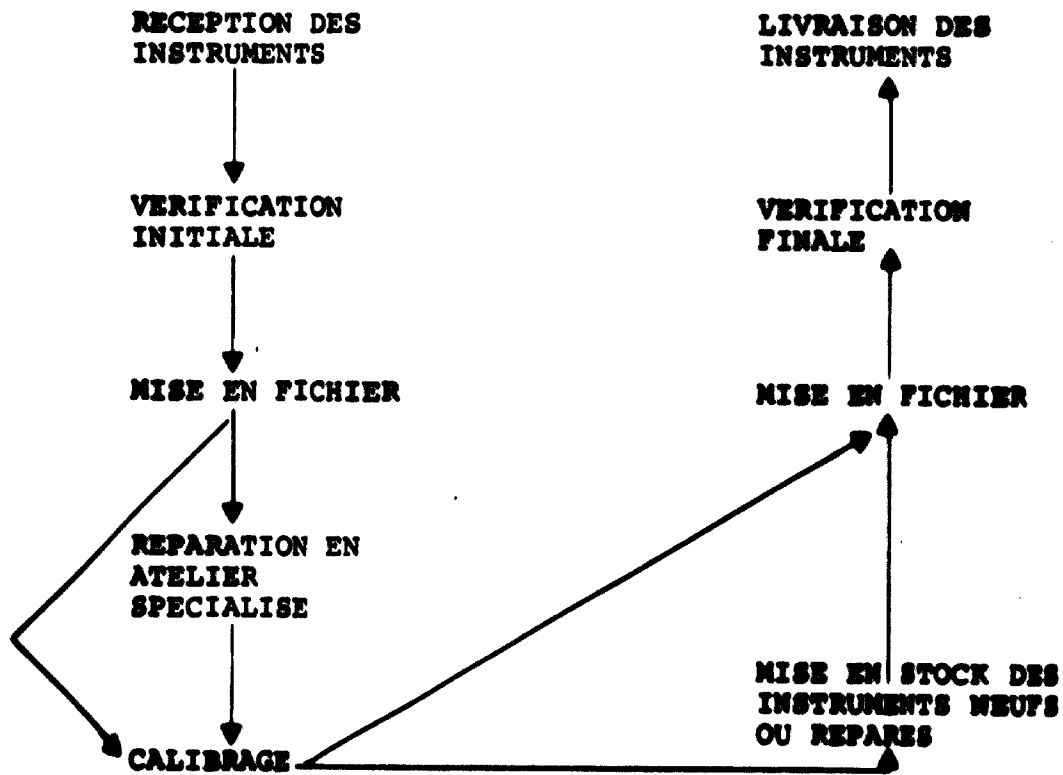 RECEPTION DES
INSTRUMENTS
VERIFICATION
INITIALE
MISE EN FICHIER
REPARATION EN
ATELIER
SPECIALISE
CALIBRAGE
LIVRAISON DES
INSTRUMENTS
VERIFICATION
FINALE
MISE EN FICHIER
MISE EN STOCK DES
INSTRUMENTS NEUFS
OU REPARES